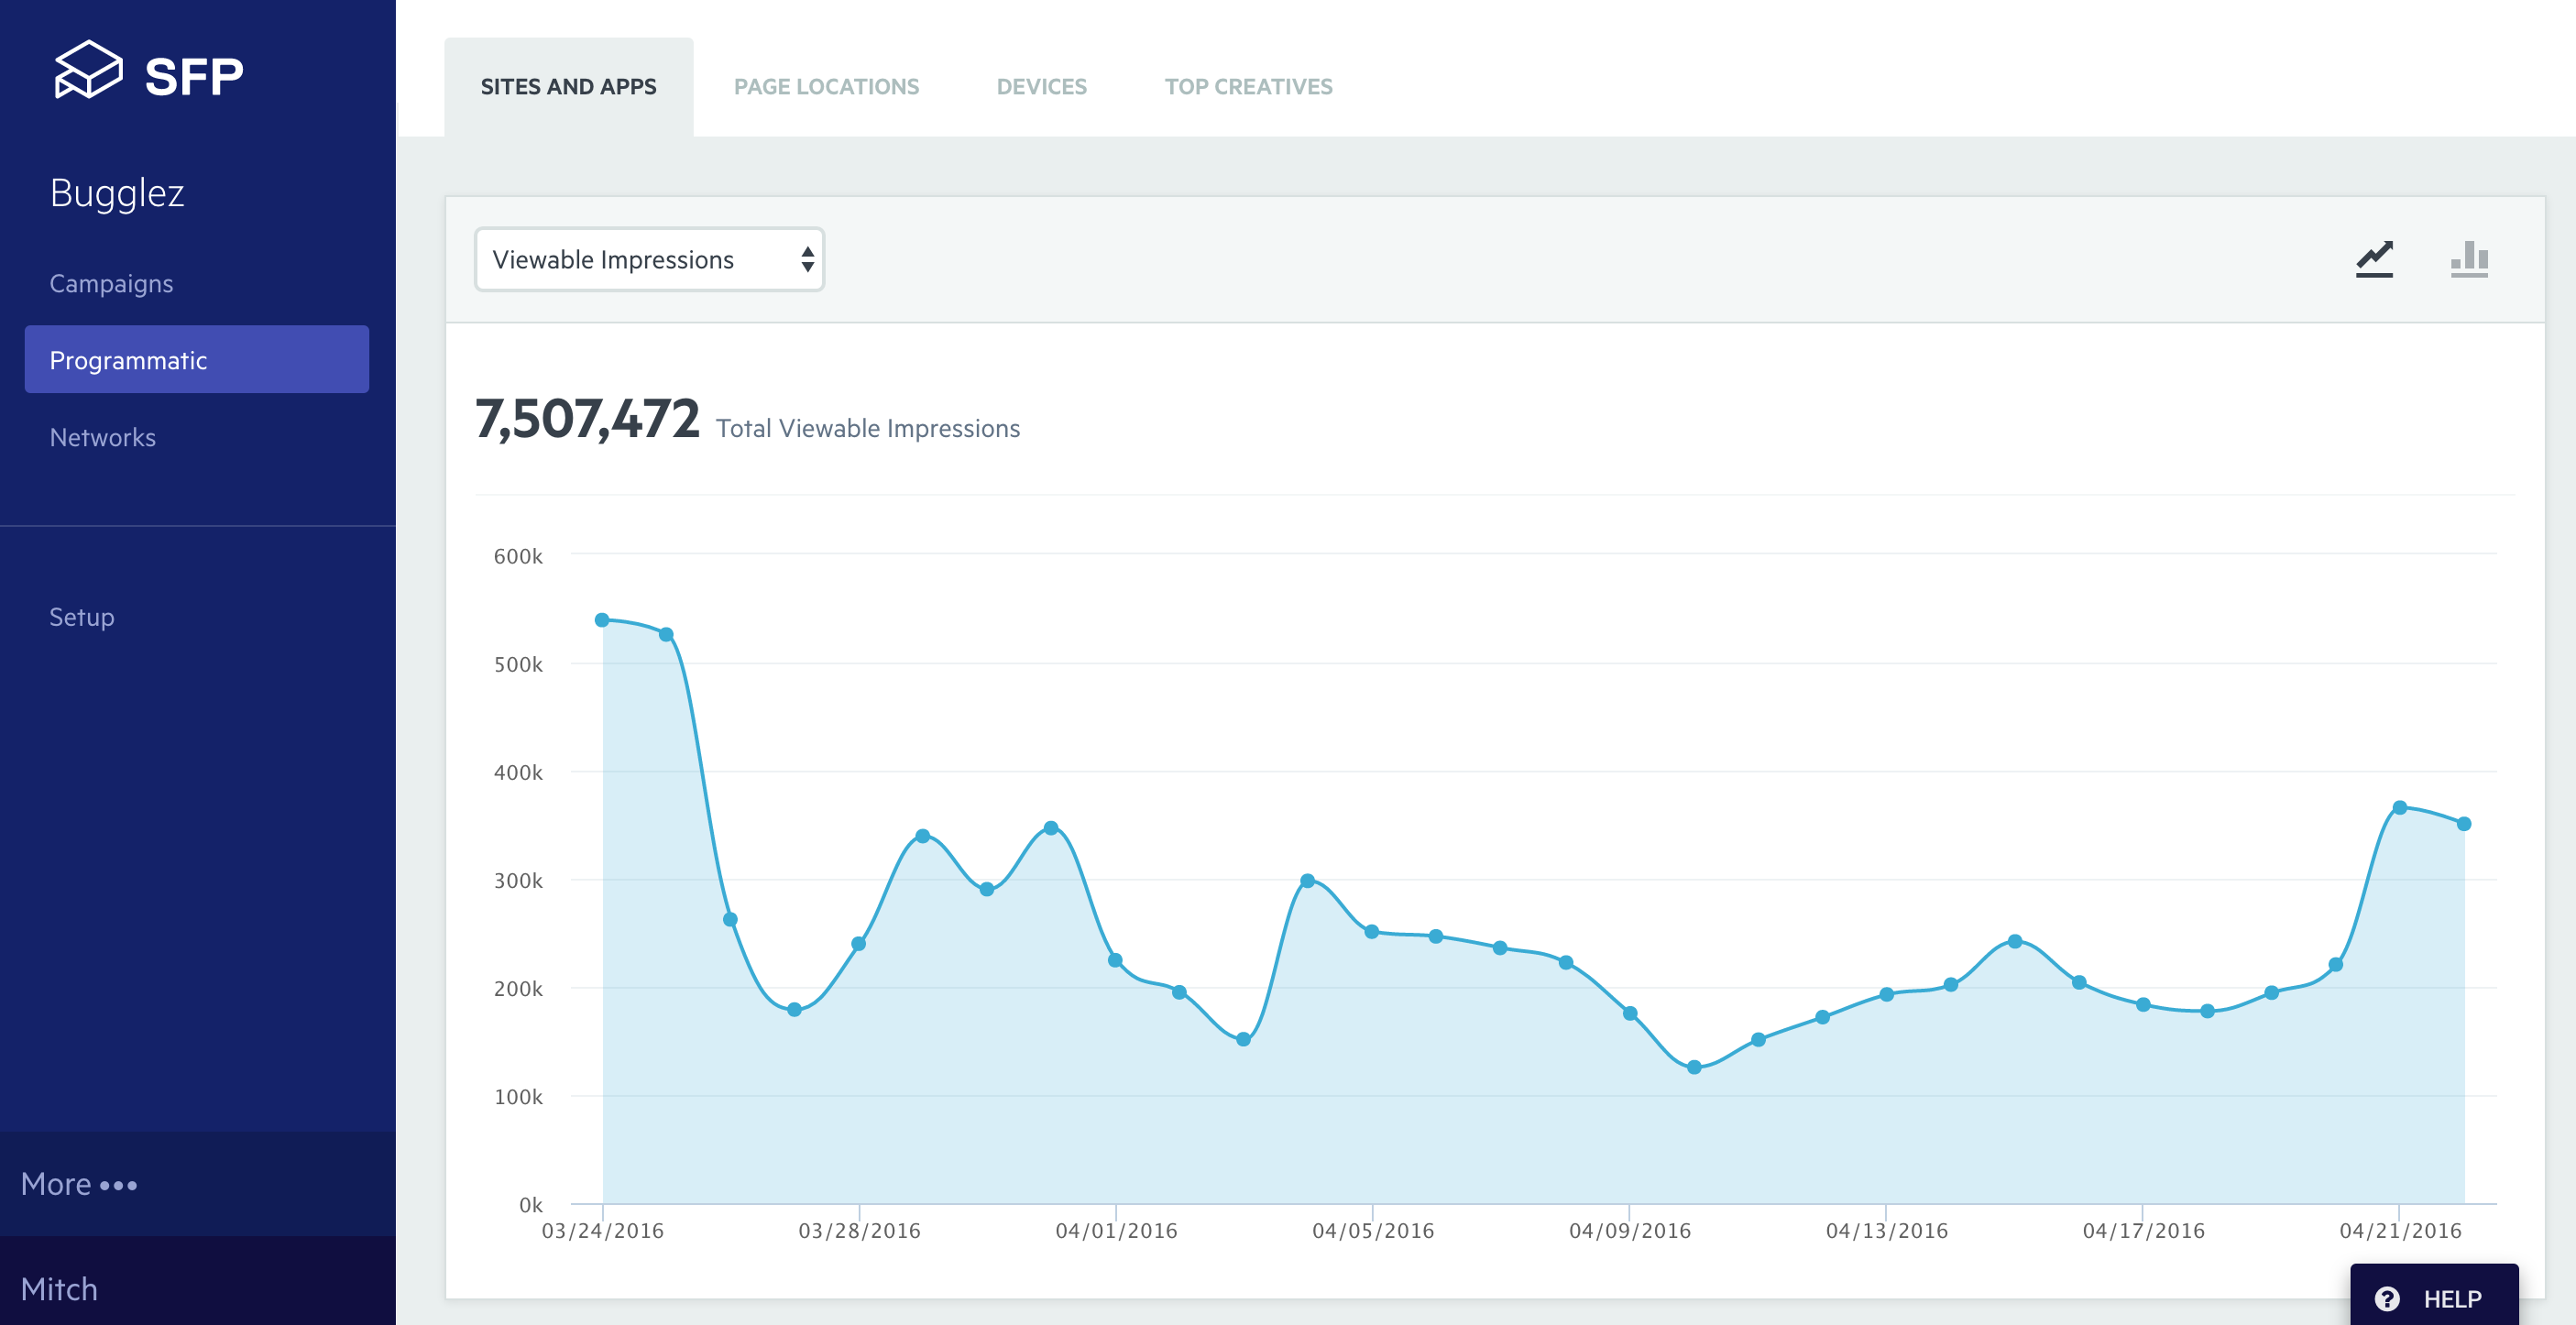 SFP
Bugglez
Campaigns
Programmatic
Networks
Setup
More •••
Mitch
SITES AND APPS
PAGE LOCATIONS
DEVICES
TOP CREATIVES
Viewable Impressions
7,507,472 Total Viewable Impressions
600k
500k
400k
300k
200k
100k
0k
03/24/2016
03/28/2016
04/01/2016
04/05/2016
04/09/2016
04/13/2016
04/17/2016
04/21/2016
? HELP